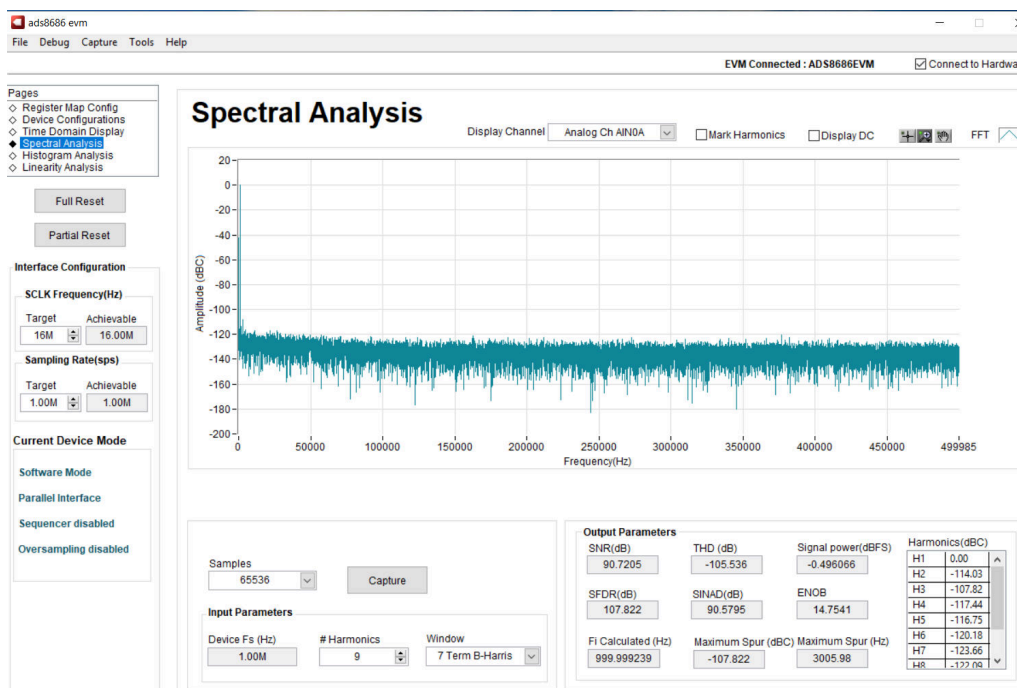 ads8686 evm
File Debug Capture Tools Help
EVM Connected : ADS8686EVM
Connect to Hardwa
Pages
Register Map Config
Device Configurations
Time Domain Display
Spectral Analysis
Histogram Analysis
Linearity Analysis
Full Reset
Partial Reset
Interface Configuration
SCLK Frequency(Hz)
Target Achievable
16M 16.00M
Sampling Rate(sps)
Target Achievable
1.00M 1.00M
Current Device Mode
Software Mode
Parallel Interface
Sequencer disabled
Oversampling disabled
Spectral Analysis
Display Channel Analog Ch AIN0A Mark Harmonics Display DC FFT
Amplitude (dBC)
20
0
-20
-40
-60
-80
-100
-120
-140
-160
-180
-200
0 50000 100000 150000 200000 250000 300000 350000 400000 450000 499985
Frequency(Hz)
Samples
65536 Capture
Input Parameters
Device Fs (Hz) # Harmonics Window
1.00M 9 7 Term B-Harris
Output Parameters
SNR(dB) THD (dB) Signal power(dBFS)
90.7205 -105.536 -0.496066
SFDR(dB) SINAD(dB) ENOB
107.822 90.5795 14.7541
Fi Calculated (Hz) Maximum Spur (dBC) Maximum Spur (Hz)
999.999239 -107.822 3005.98
Harmonics(dBC)
H1 0.00
H2 -114.03
H3 -107.82
H4 -117.44
H5 -116.75
H6 -120.18
H7 -123.66
H8 -122.09